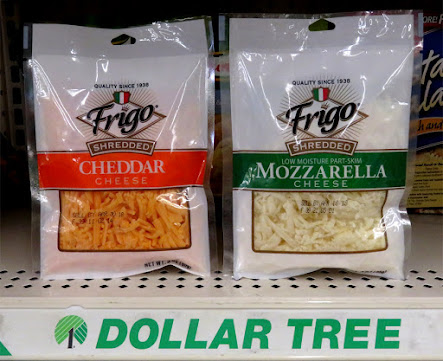 QUALITY SINCE 1938
Frigo
SHREDDED
CHEDDAR
CHEESE
QUALITY SINCE 1938
Frigo
SHREDDED
LOW MOISTURE PART-SKIM
MOZZARELLA
CHEESE
DOLLAR TREE